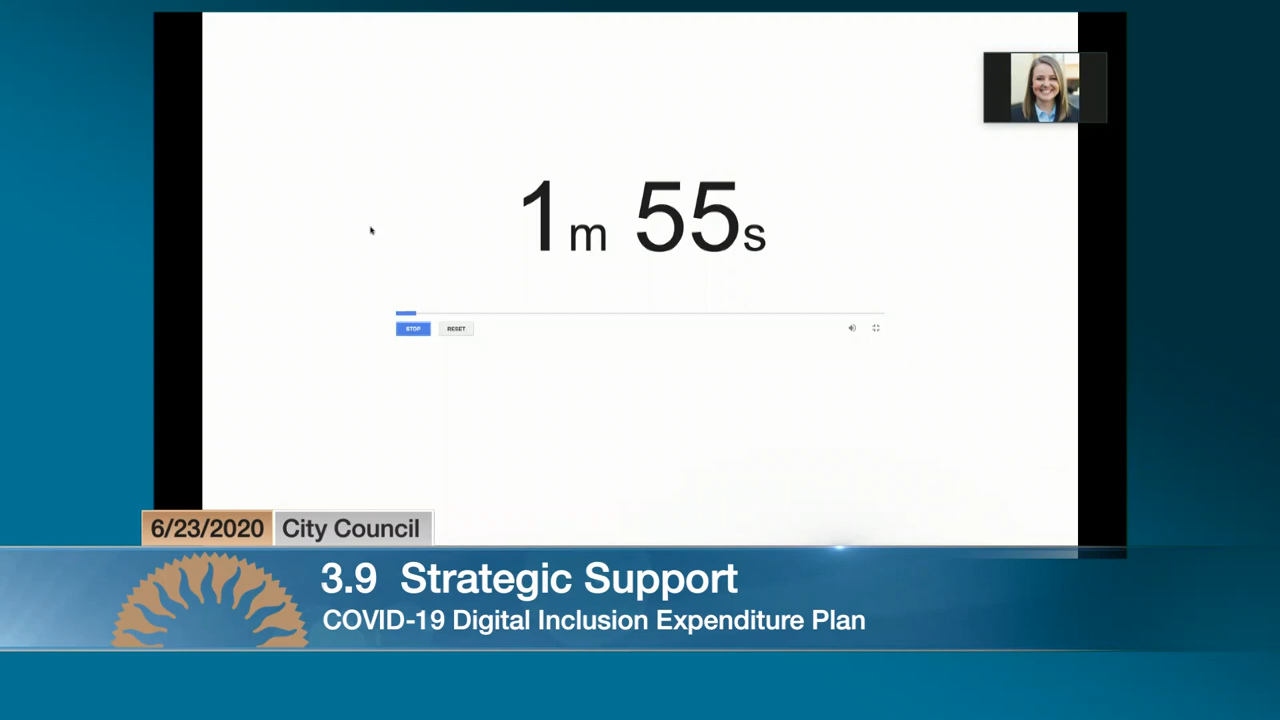 1m 55s
STOP RESET
6/23/2020 City Council
3.9 Strategic Support
COVID-19 Digital Inclusion Expenditure Plan